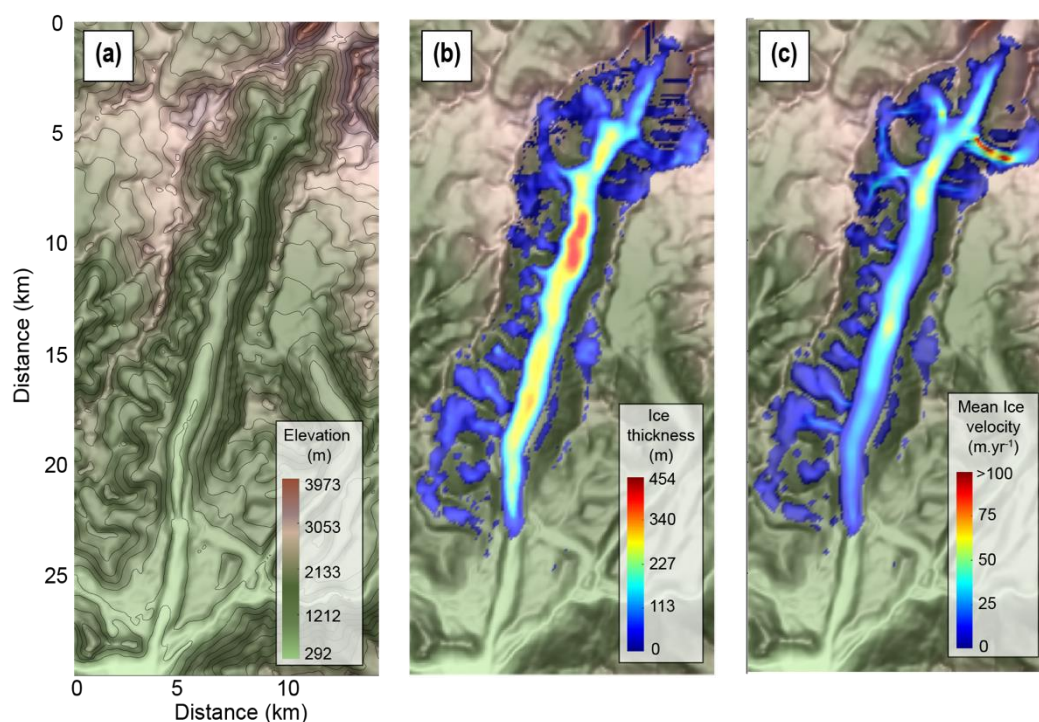 0
5
10
15
20
25
Distance (km)
(a)
Elevation
(m)
3973
3053
2133
1212
292
0
5
10
Distance (km)
(b)
Ice
thickness
(m)
454
340
227
113
0
(c)
Mean Ice
velocity
(m.yr⁻¹)
>100
75
50
25
0